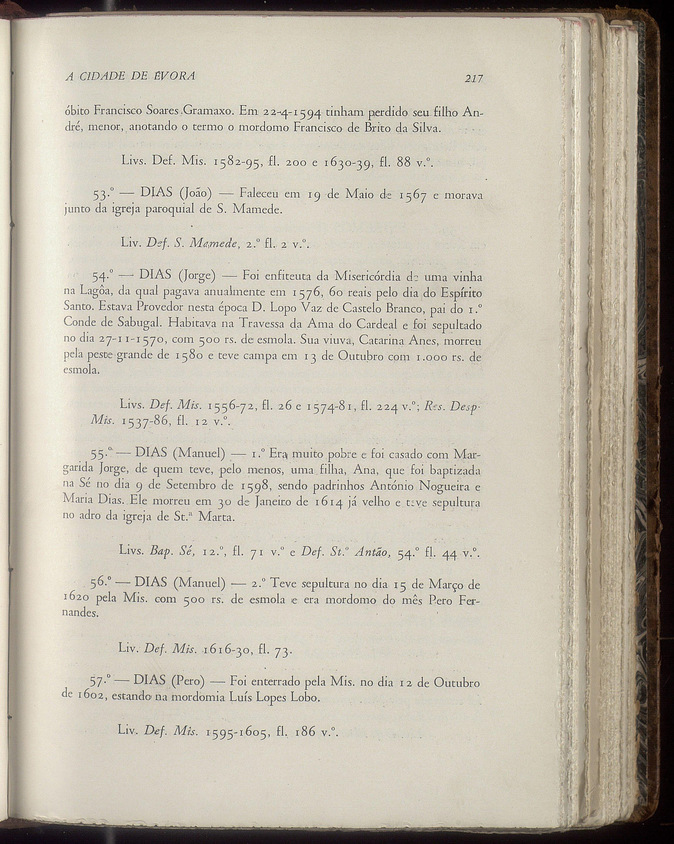 A CIDADE DE ÉVORA 217
óbito Francisco Soares Gramaxo. Em 22-4-1594 tinham perdido seu filho An-
dré, menor, anotando o termo o mordomo Francisco de Brito da Silva.
Livs. Def. Mis. 1582-95, fl. 200 e 1630-39, fl. 88 v.º.
53.º — DIAS (João) — Faleceu em 19 de Maio de 1567 e morava
junto da igreja paroquial de S. Mamede.
Liv. Def. S. Mamede, 2.º fl. 2 v.º.
54.º — DIAS (Jorge) — Foi enfiteuta da Misericórdia de uma vinha
na Lagôa, da qual pagava anualmente em 1576, 60 reais pelo dia do Espírito
Santo. Estava Provedor nesta época D. Lopo Vaz de Castelo Branco, pai do 1.º
Conde de Sabugal. Habitava na Travessa da Ama do Cardeal e foi sepultado
no dia 27-11-1570, com 500 rs. de esmola. Sua viuva, Catarina Anes, morreu
pela peste grande de 1580 e teve campa em 13 de Outubro com 1.000 rs. de
esmola.
Livs. Def. Mis. 1556-72, fl. 26 e 1574-81, fl. 224 v.º; Res. Desp.
Mis. 1537-86, fl. 12 v.º.
55.º — DIAS (Manuel) — 1.º Era muito pobre e foi casado com Mar-
garida Jorge, de quem teve, pelo menos, uma filha, Ana, que foi baptizada
na Sé no dia 9 de Setembro de 1598, sendo padrinhos António Nogueira e
Maria Dias. Ele morreu em 30 de Janeiro de 1614 já velho e teve sepultura
no adro da igreja de St.ª Marta.
Livs. Bap. Sé, 12.º, fl. 71 v.º e Def. St.º Antão, 54.º fl. 44 v.º.
56.º — DIAS (Manuel) — 2.º Teve sepultura no dia 15 de Março de
1620 pela Mis. com 500 rs. de esmola e era mordomo do mês Pero Fer-
nandes.
Liv. Def. Mis. 1616-30, fl. 73.
57.º — DIAS (Pero) — Foi enterrado pela Mis. no dia 12 de Outubro
de 1602, estando na mordomia Luís Lopes Lobo.
Liv. Def. Mis. 1595-1605, fl. 186 v.º.